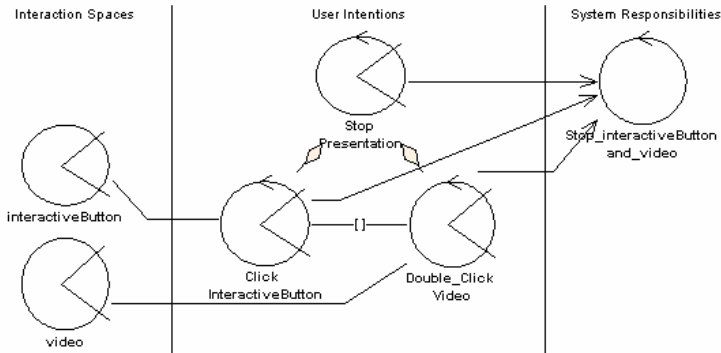 Interaction Spaces
User Intentions
System Responsibilities
Stop
Presentation
Stop_interactiveButton
and_video
interactiveButton
[]
Click
InteractiveButton
Double_Click
Video
video